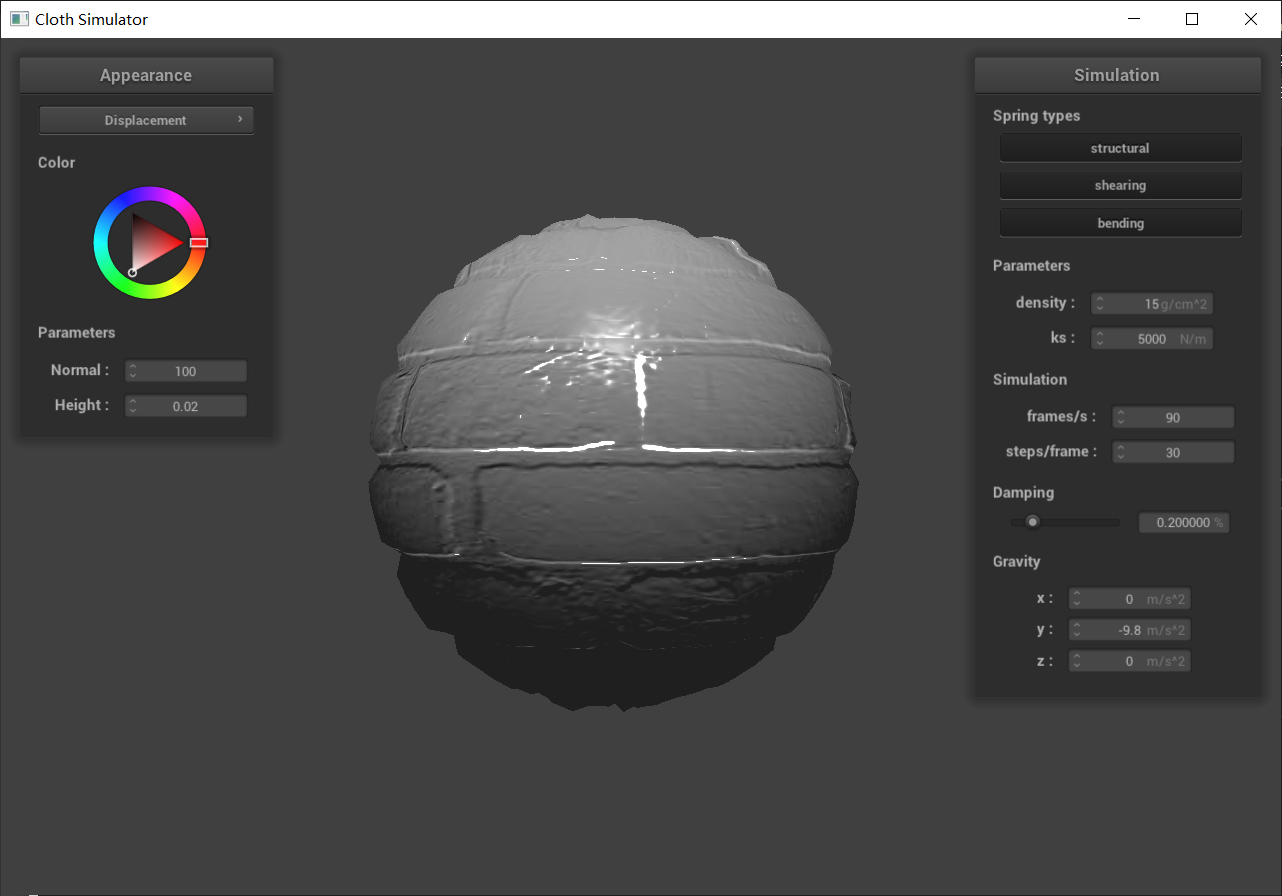 Cloth Simulator
Appearance
Displacement
Color
Parameters
Normal : 100
Height : 0.02
Simulation
Spring types
structural
shearing
bending
Parameters
density : 15 g/cm^2
ks : 5000 N/m
Simulation
frames/s : 90
steps/frame : 30
Damping
0.200000 %
Gravity
x : 0 m/s^2
y : -9.8 m/s^2
z : 0 m/s^2